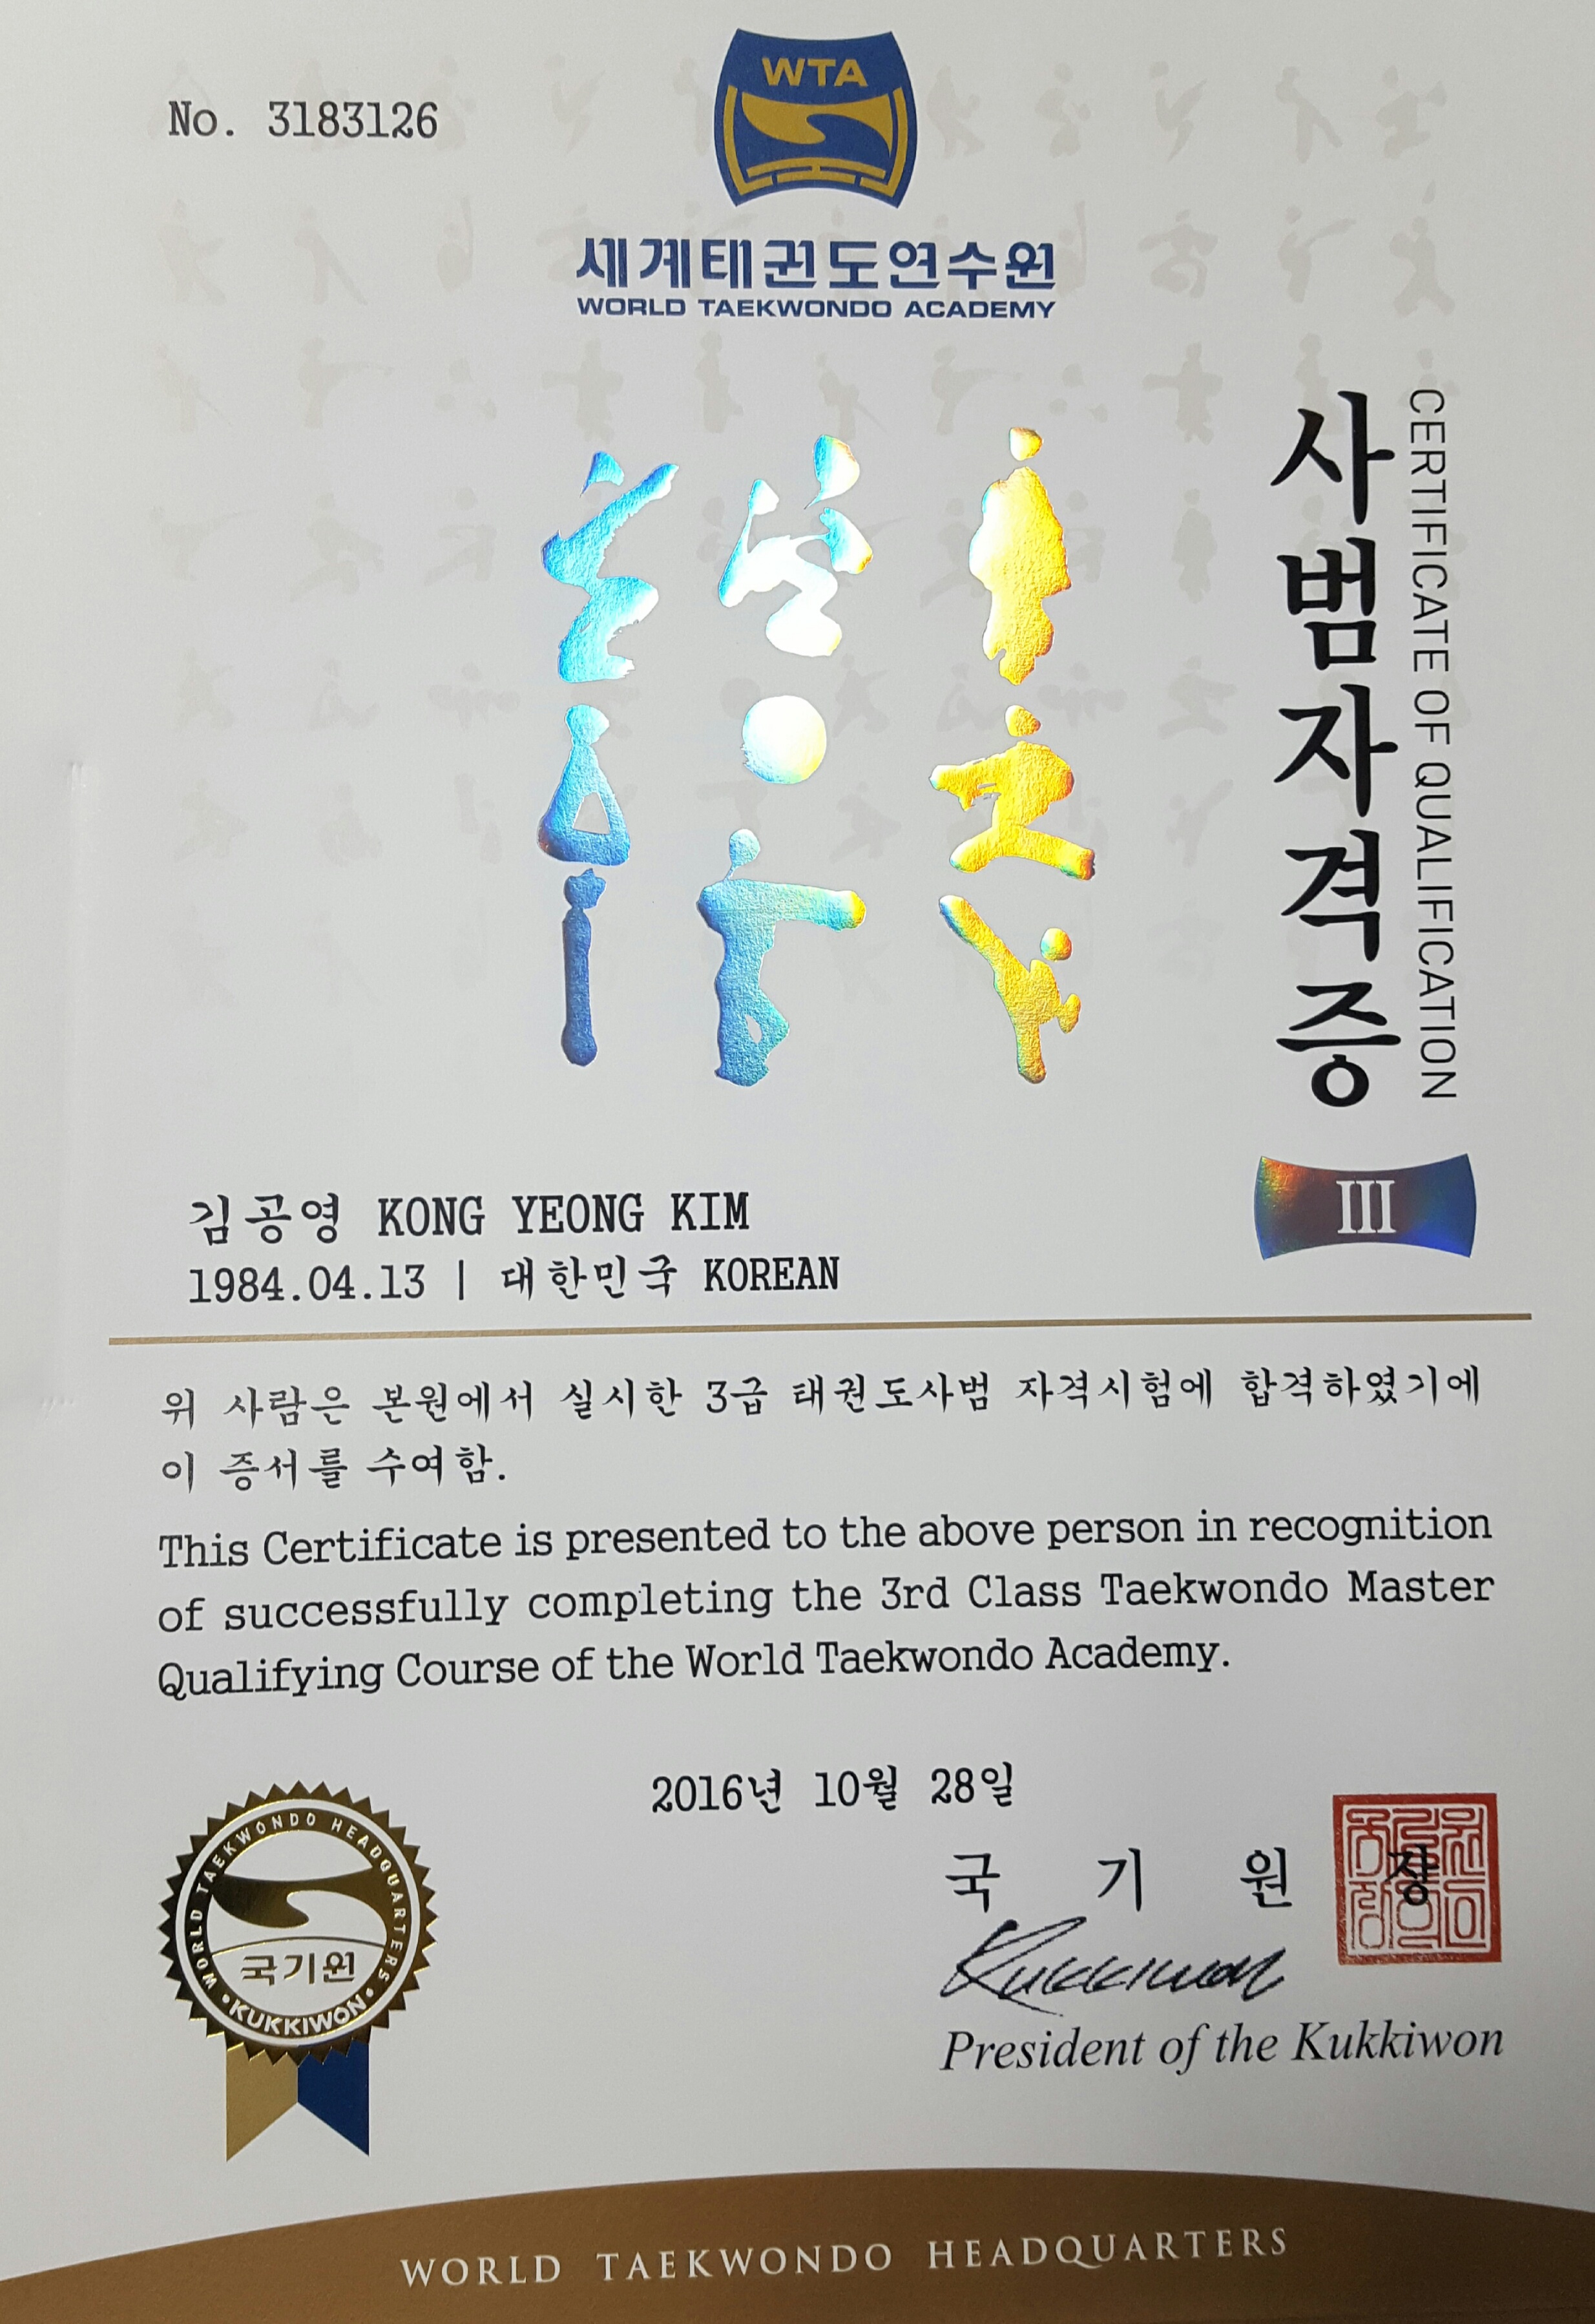 No. 3183126
WTA
세계태권도연수원
WORLD TAEKWONDO ACADEMY
사범자격증
CERTIFICATE OF QUALIFICATION
III
김공영 KONG YEONG KIM
1984.04.13 | 대한민국 KOREAN
위 사람은 본원에서 실시한 3급 태권도사범 자격시험에 합격하였기에
이 증서를 수여함.
This Certificate is presented to the above person in recognition
of successfully completing the 3rd Class Taekwondo Master
Qualifying Course of the World Taekwondo Academy.
2016년 10월 28일
국 기 원 장
Kukkiwon
President of the Kukkiwon
WORLD TAEKWONDO HEADQUARTERS
국기원
KUKKIWON
WORLD TAEKWONDO HEADQUARTERS